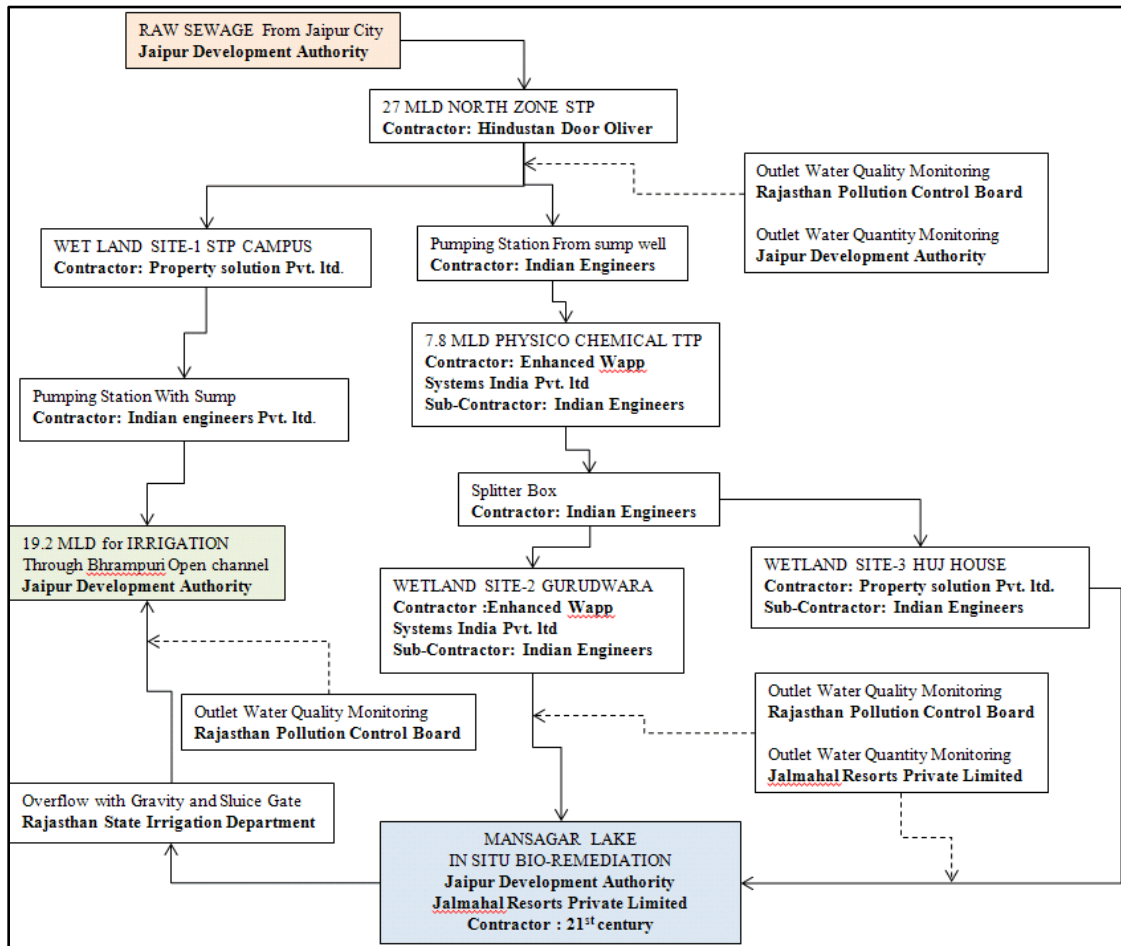 RAW SEWAGE From Jaipur City
Jaipur Development Authority
27 MLD NORTH ZONE STP
Contractor: Hindustan Door Oliver
Outlet Water Quality Monitoring
Rajasthan Pollution Control Board
Outlet Water Quantity Monitoring
Jaipur Development Authority
WET LAND SITE-1 STP CAMPUS
Contractor: Property solution Pvt. ltd.
Pumping Station From sump well
Contractor: Indian Engineers
7.8 MLD PHYSICO CHEMICAL TTP
Contractor: Enhanced Wapp
Systems India Pvt. ltd
Sub-Contractor: Indian Engineers
Pumping Station With Sump
Contractor: Indian engineers Pvt. ltd.
Splitter Box
Contractor: Indian Engineers
19.2 MLD for IRRIGATION
Through Bhrampuri Open channel
Jaipur Development Authority
WETLAND SITE-2 GURUDWARA
Contractor :Enhanced Wapp
Systems India Pvt. ltd
Sub-Contractor: Indian Engineers
WETLAND SITE-3 HUJ HOUSE
Contractor: Property solution Pvt. ltd.
Sub-Contractor: Indian Engineers
Outlet Water Quality Monitoring
Rajasthan Pollution Control Board
Outlet Water Quality Monitoring
Rajasthan Pollution Control Board
Outlet Water Quantity Monitoring
Jalmahal Resorts Private Limited
Overflow with Gravity and Sluice Gate
Rajasthan State Irrigation Department
MANSAGAR LAKE
IN SITU BIO-REMEDIATION
Jaipur Development Authority
Jalmahal Resorts Private Limited
Contractor : 21st century